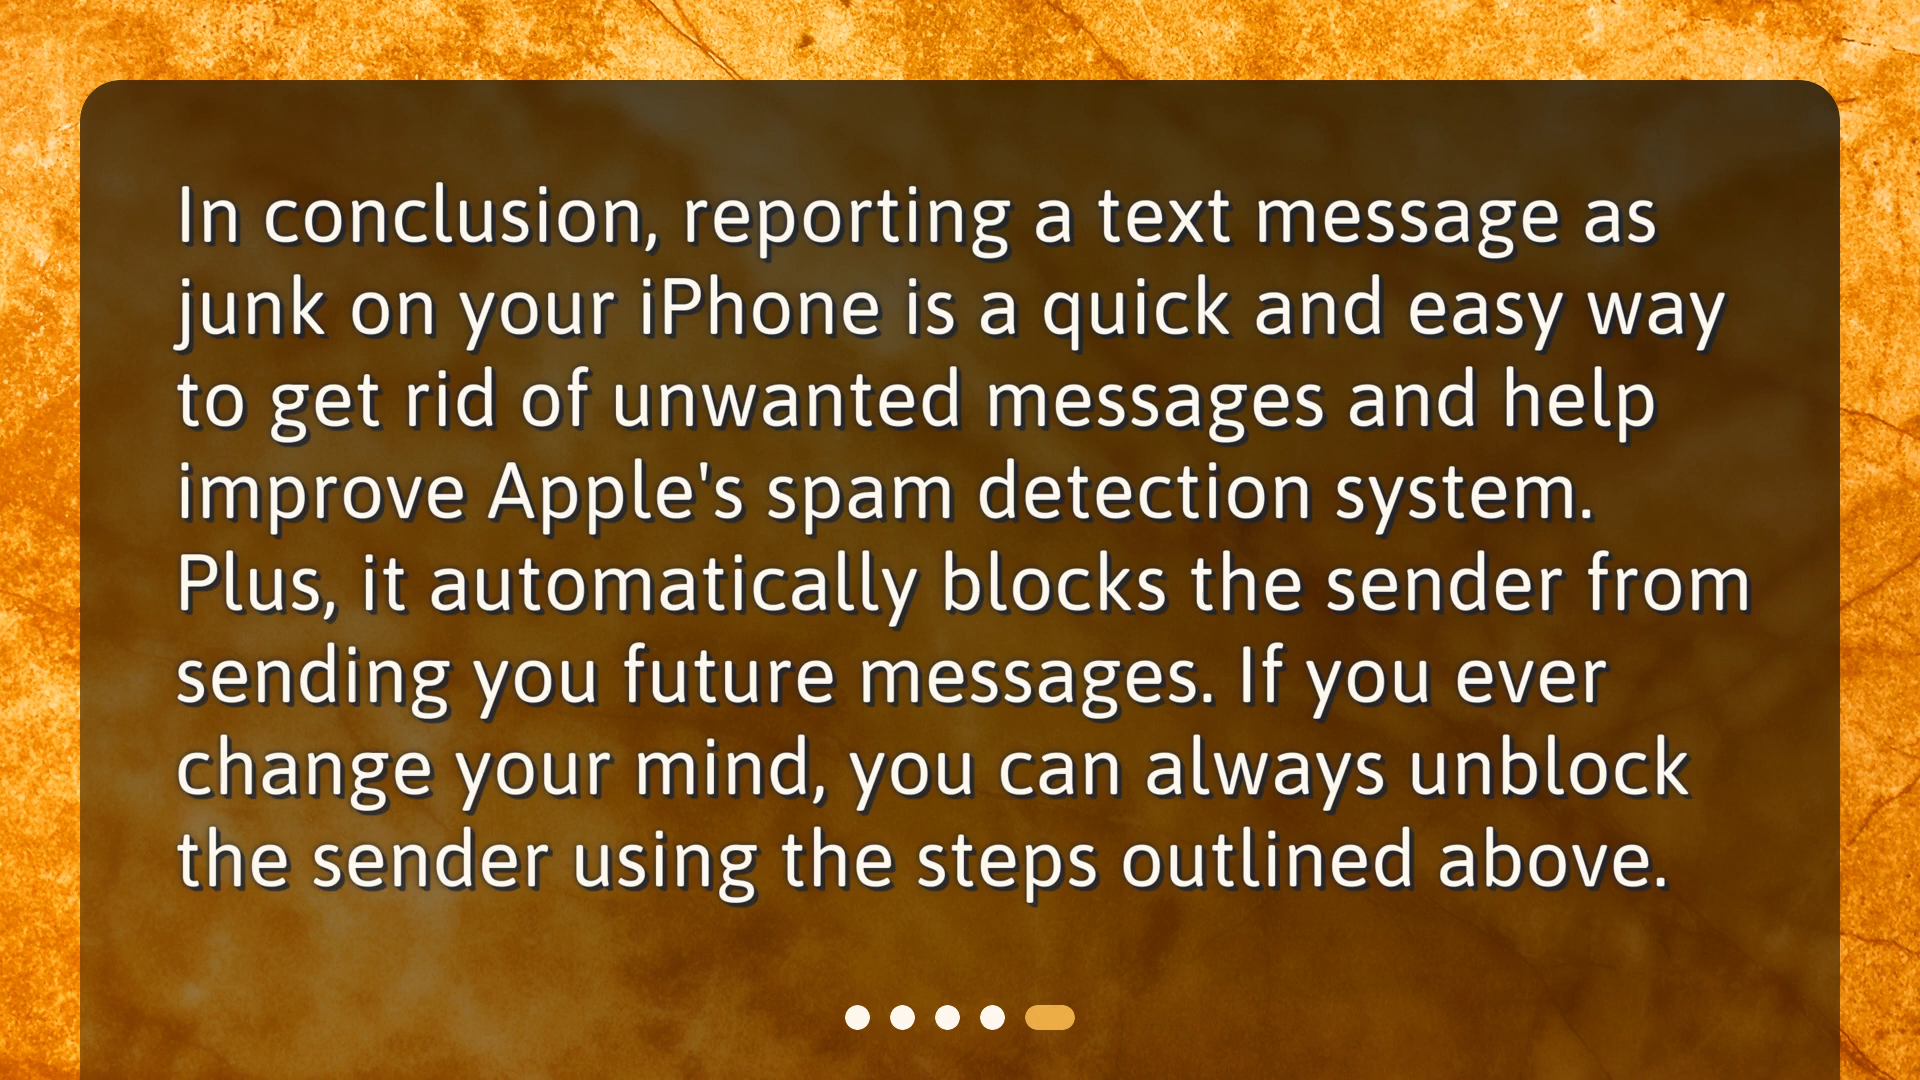 In conclusion, reporting a text message as
junk on your iPhone is a quick and easy way
to get rid of unwanted messages and help
improve Apple's spam detection system.
Plus, it automatically blocks the sender from
sending you future messages. If you ever
change your mind, you can always unblock
the sender using the steps outlined above.